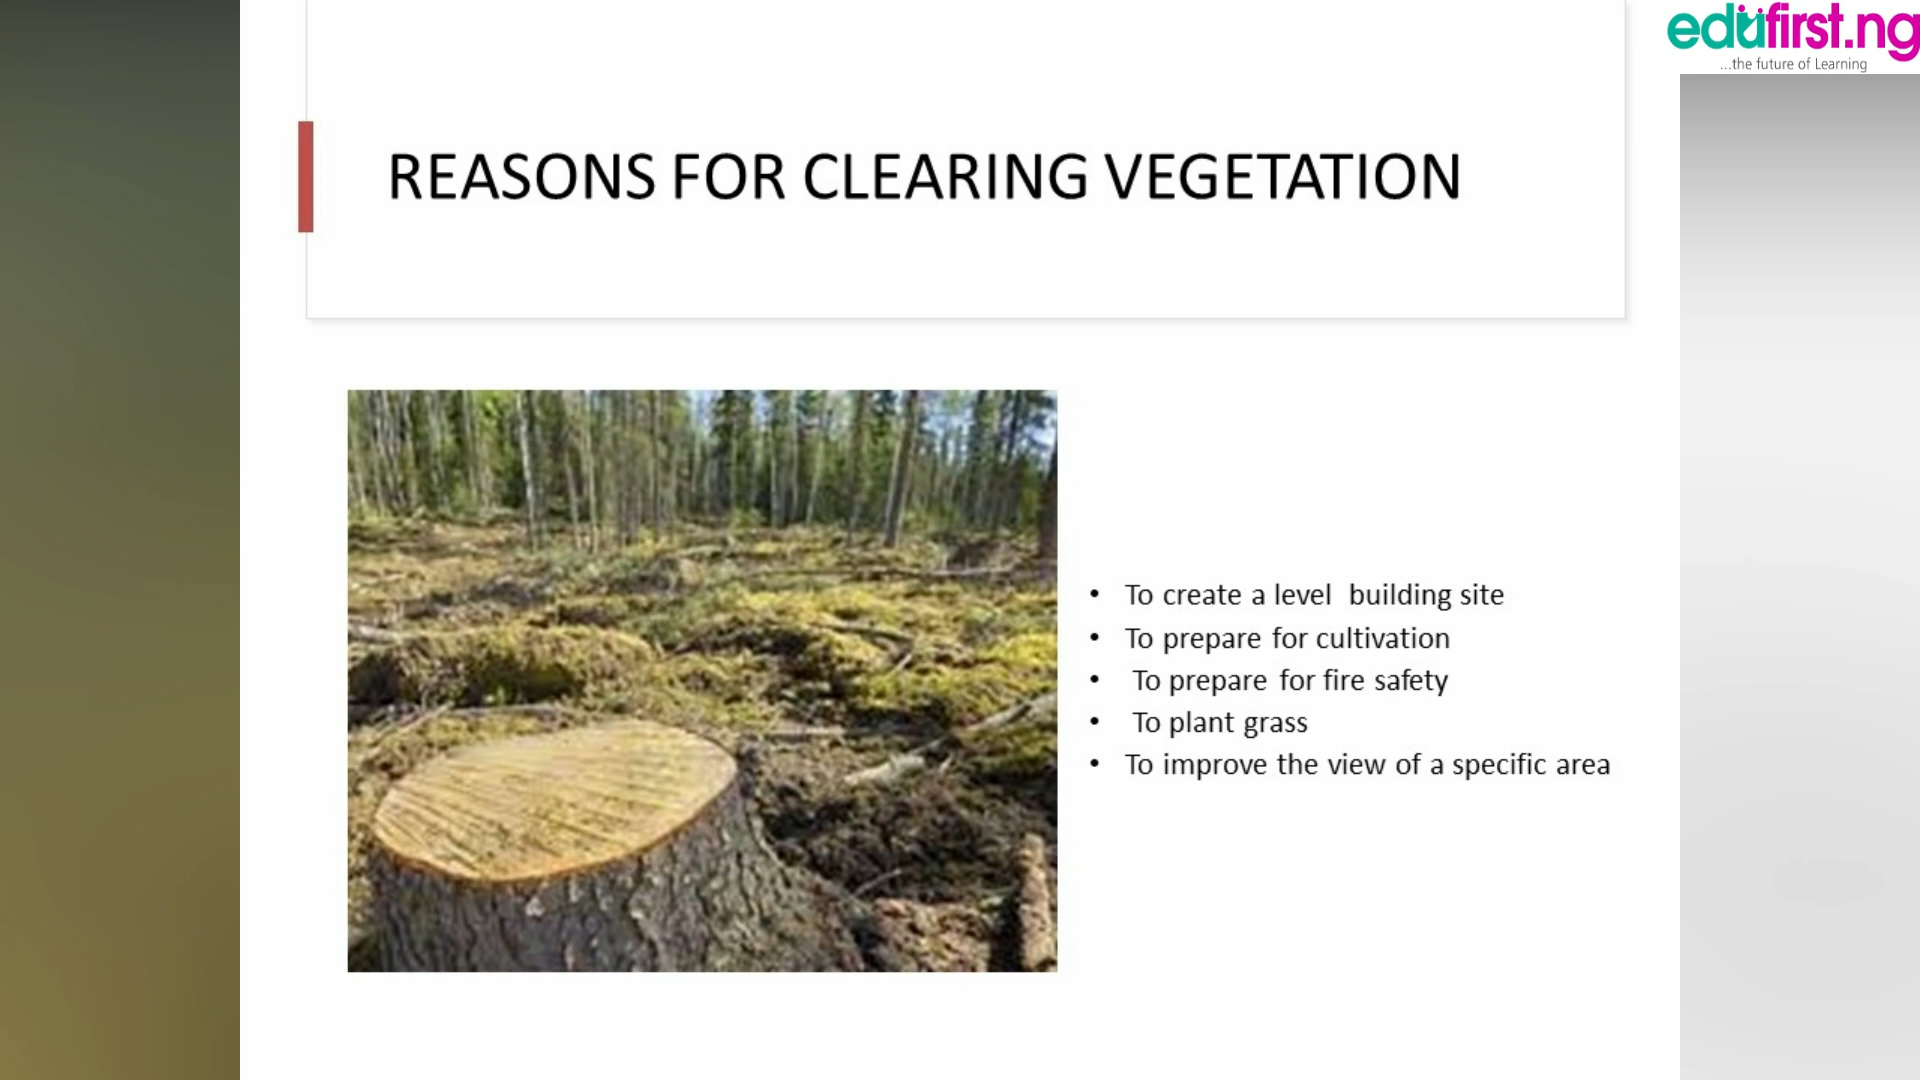 edufirst.ng
...the future of Learning
REASONS FOR CLEARING VEGETATION
• To create a level building site
• To prepare for cultivation
• To prepare for fire safety
• To plant grass
• To improve the view of a specific area